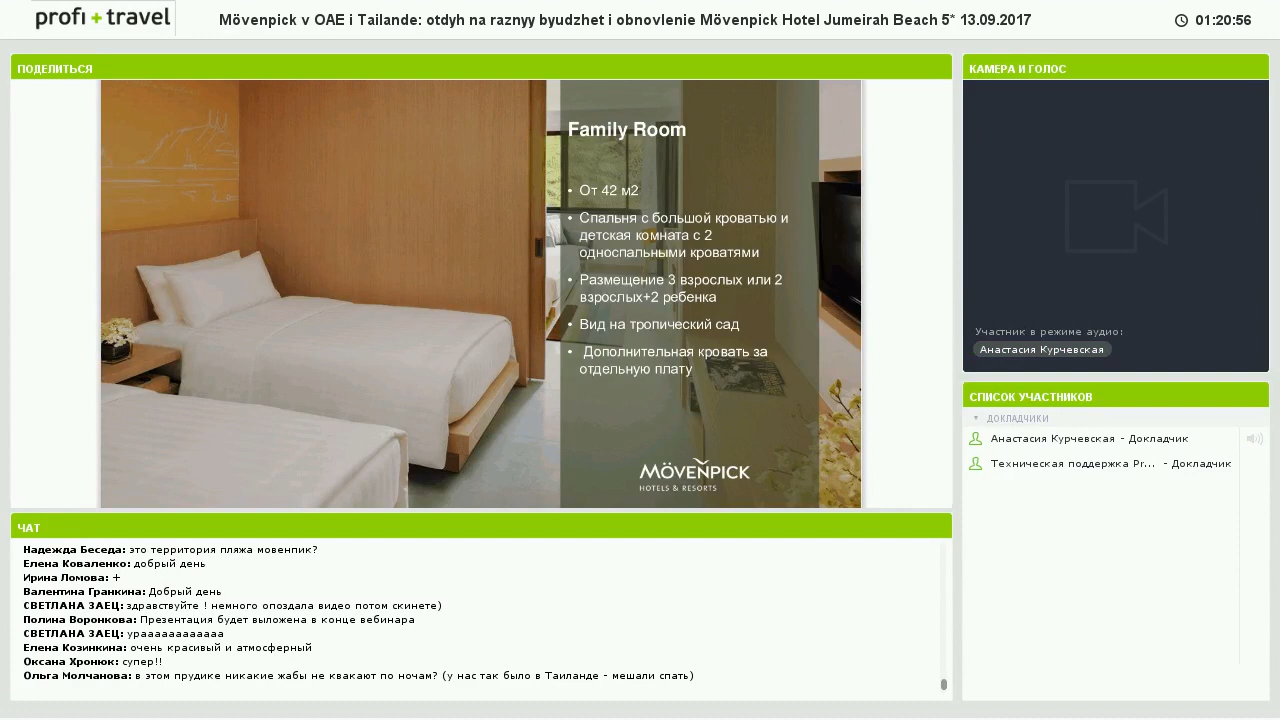 profi + travel
Mövenpick v OAE i Tailande: otdyh na raznyy byudzhet i obnovlenie Mövenpick Hotel Jumeirah Beach 5* 13.09.2017
01:20:56
ПОДЕЛИТЬСЯ
Family Room
• От 42 м2
• Спальня с большой кроватью и
детская комната с 2
односпальными кроватями
• Размещение 3 взрослых или 2
взрослых+2 ребенка
• Вид на тропический сад
• Дополнительная кровать за
отдельную плату
MÖVENPICK
HOTELS & RESORTS
КАМЕРА И ГОЛОС
Участник в режиме аудио:
Анастасия Курчевская
СПИСОК УЧАСТНИКОВ
ДОКЛАДЧИКИ
Анастасия Курчевская - Докладчик
Техническая поддержка Pr... - Докладчик
ЧАТ
Надежда Беседа: это территория пляжа мовенпик?
Елена Коваленко: добрый день
Ирина Ломова: +
Валентина Гранкина: Добрый день
СВЕТЛАНА ЗАЕЦ: здравствуйте ! немного опоздала видео потом скинете)
Полина Воронкова: Презентация будет выложена в конце вебинара
СВЕТЛАНА ЗАЕЦ: урааааааааааа
Елена Козинкина: очень красивый и атмосферный
Оксана Хронюк: супер!!
Ольга Молчанова: в этом прудике никакие жабы не квакают по ночам? (у нас так было в Таиланде - мешали спать)